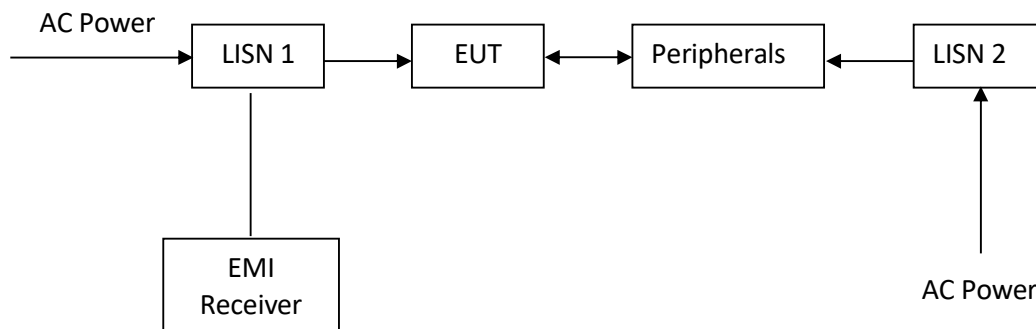 AC Power
LISN 1
EUT
Peripherals
LISN 2
EMI
Receiver
AC Power